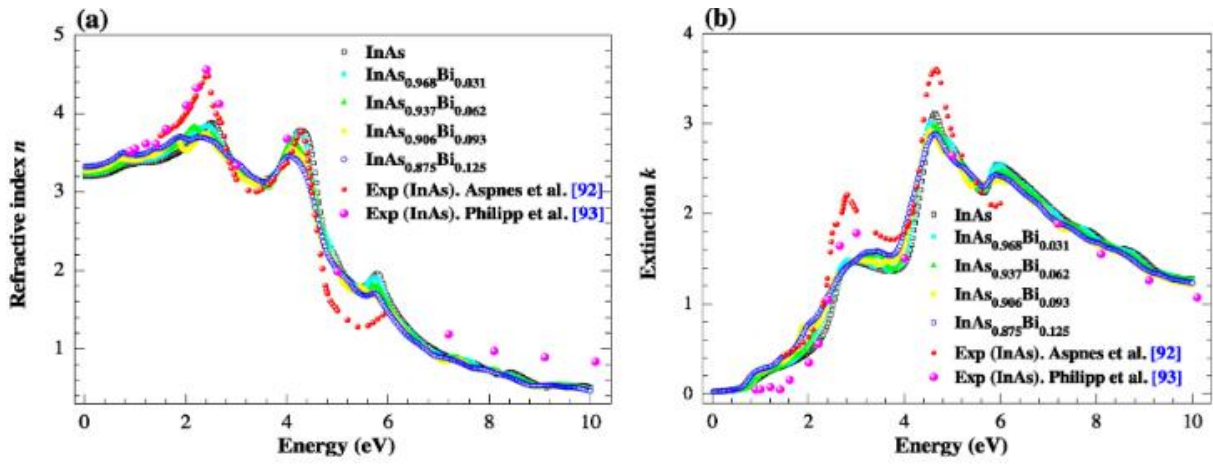 (a)
5
4
3
2
1
0 2 4 6 8 10
Refractive index n
Energy (eV)
InAs
InAs0.968Bi0.031
InAs0.937Bi0.062
InAs0.906Bi0.093
InAs0.875Bi0.125
Exp (InAs). Aspnes et al. [92]
Exp (InAs). Philipp et al. [93]
(b)
4
3
2
1
0
0 2 4 6 8 10
Extinction k
Energy (eV)
InAs
InAs0.968Bi0.031
InAs0.937Bi0.062
InAs0.906Bi0.093
InAs0.875Bi0.125
Exp (InAs). Aspnes et al. [92]
Exp (InAs). Philipp et al. [93]